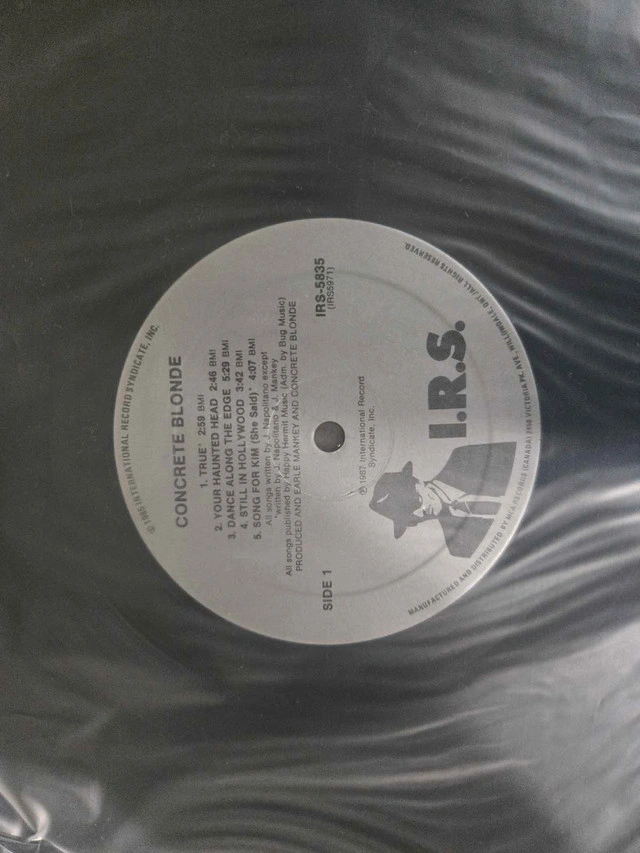 © 1985 INTERNATIONAL RECORD SYNDICATE, INC.
CONCRETE BLONDE
1. TRUE* 2:59 BMI
2. YOUR HAUNTED HEAD 2:46 BMI
3. DANCE ALONG THE EDGE 5:29 BMI
4. STILL IN HOLLYWOOD 3:42 BMI
5. SONG FOR KIM (She Said) 4:07 BMI
All songs written by J. Napolitano except
*written by J. Napolitano & J. Mankey
All songs published by Happy Hermit Music (Adm. by Bug Music)
PRODUCED AND EARLE MANKEY AND CONCRETE BLONDE
SIDE 1
IRS-5835
(IRS5971)
℗ 1987 International Record
Syndicate, Inc.
I.R.S.
MANUFACTURED AND DISTRIBUTED BY MCA RECORDS (CANADA) 2450 VICTORIA PK. AVE., WILLOWDALE ONT./ALL RIGHTS RESERVED.